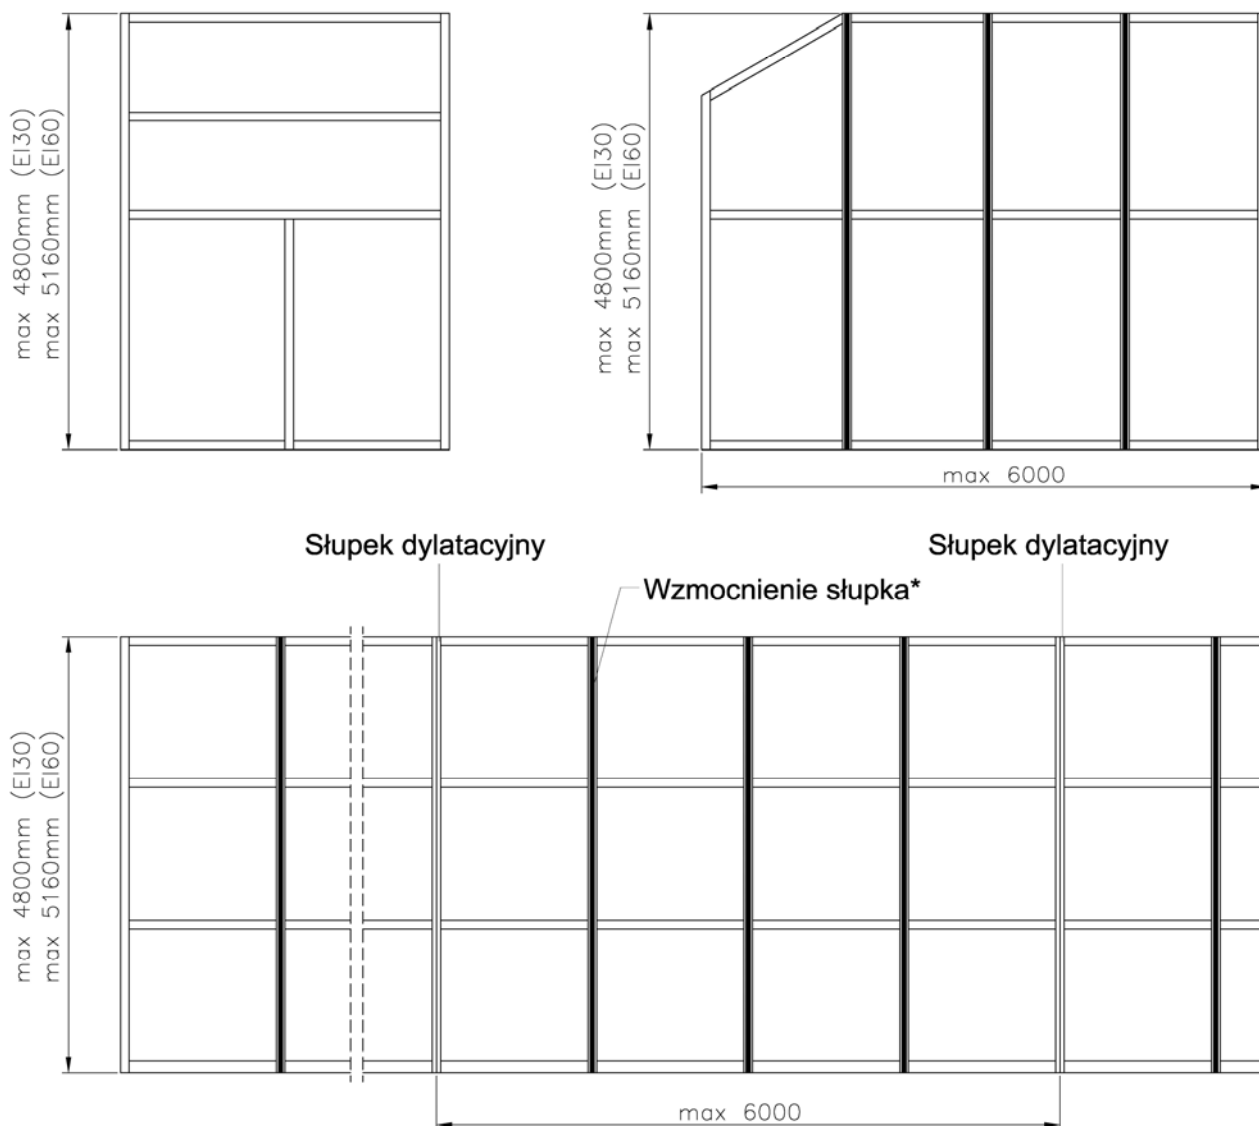 max 4800mm (EI30)
max 5160mm (EI60)
max 4800mm (EI30)
max 5160mm (EI60)
max 6000
Słupek dylatacyjny
Słupek dylatacyjny
Wzmocnienie słupka*
max 4800mm (EI30)
max 5160mm (EI60)
max 6000